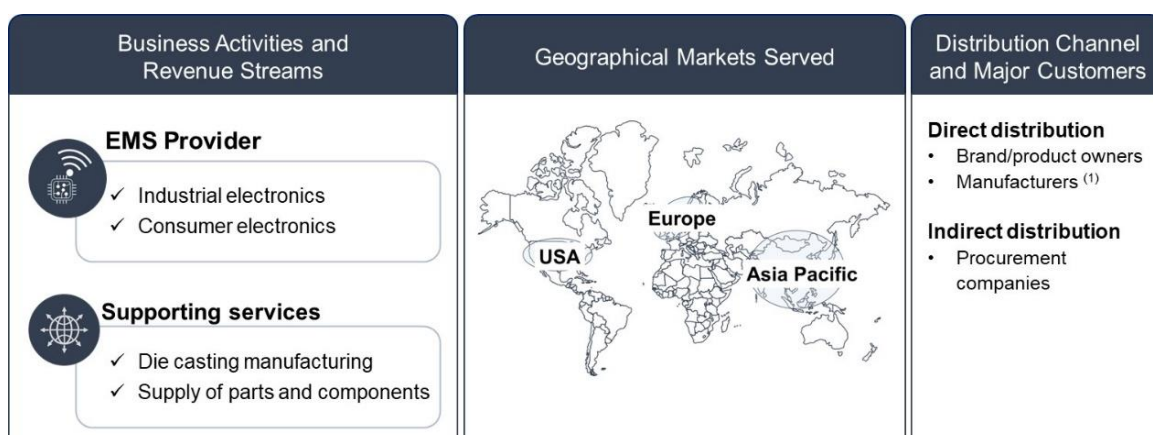 Business Activities and
Revenue Streams
EMS Provider
✓ Industrial electronics
✓ Consumer electronics
Supporting services
✓ Die casting manufacturing
✓ Supply of parts and components
Geographical Markets Served
Europe
USA
Asia Pacific
Distribution Channel
and Major Customers
Direct distribution
• Brand/product owners
• Manufacturers (1)
Indirect distribution
• Procurement
companies